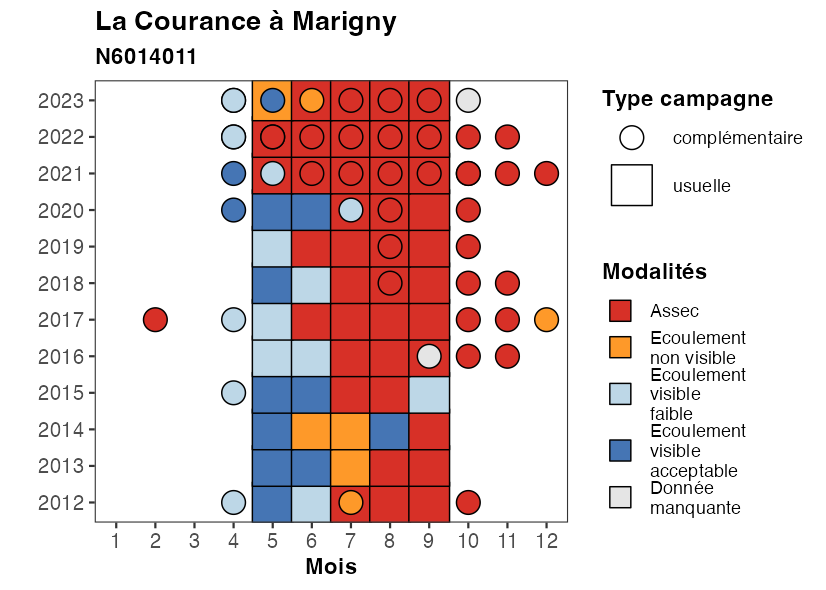 La Courance à Marigny
N6014011
2023
2022
2021
2020
2019
2018
2017
2016
2015
2014
2013
2012
1 2 3 4 5 6 7 8 9 10 11 12
Mois
Type campagne
complémentaire
usuelle
Modalités
Assec
Ecoulement
non visible
Ecoulement
visible
faible
Ecoulement
visible
acceptable
Donnée
manquante